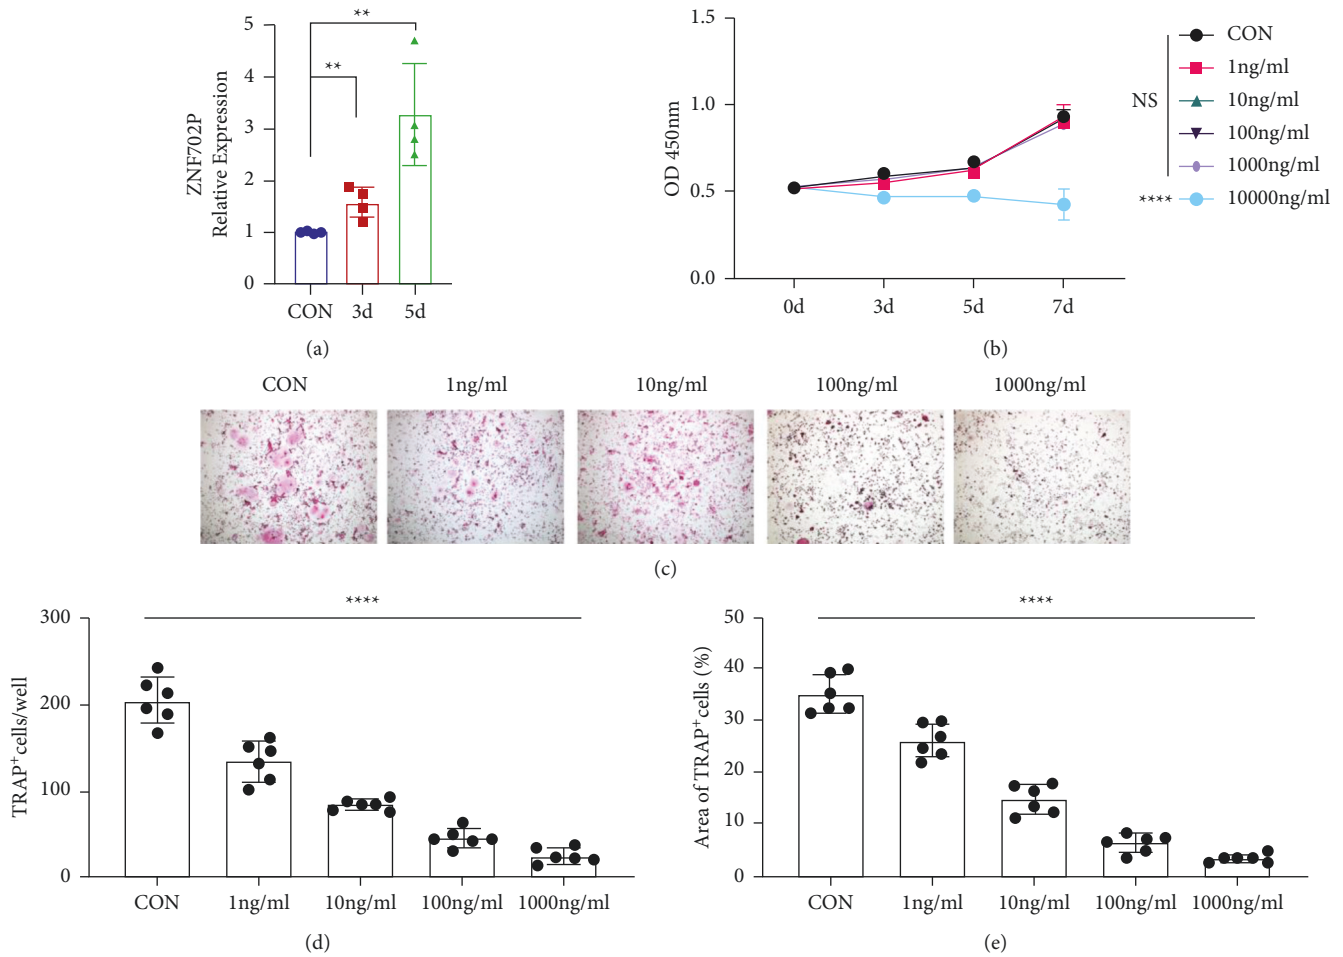 ZNF702P
Relative Expression
5
4
3
2
1
0
**
**
CON 3d 5d
(a)
OD 450nm
1.5
1.0
0.5
0.0
0d 3d 5d 7d
NS
****
CON
1ng/ml
10ng/ml
100ng/ml
1000ng/ml
10000ng/ml
(b)
CON 1ng/ml 10ng/ml 100ng/ml 1000ng/ml
(c)
TRAP+cells/well
300
200
100
0
****
CON 1ng/ml 10ng/ml 100ng/ml 1000ng/ml
(d)
Area of TRAP+cells (%)
50
40
30
20
10
0
****
CON 1ng/ml 10ng/ml 100ng/ml 1000ng/ml
(e)